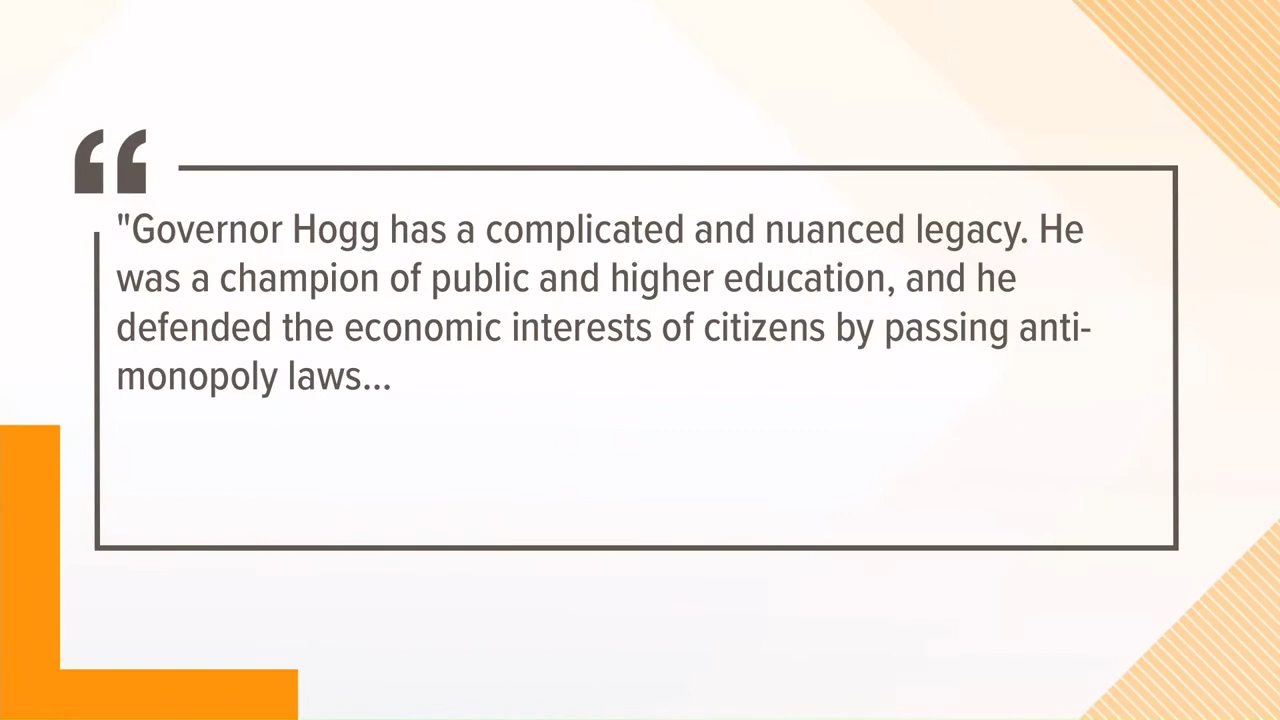 "Governor Hogg has a complicated and nuanced legacy. He
was a champion of public and higher education, and he
defended the economic interests of citizens by passing anti-
monopoly laws...